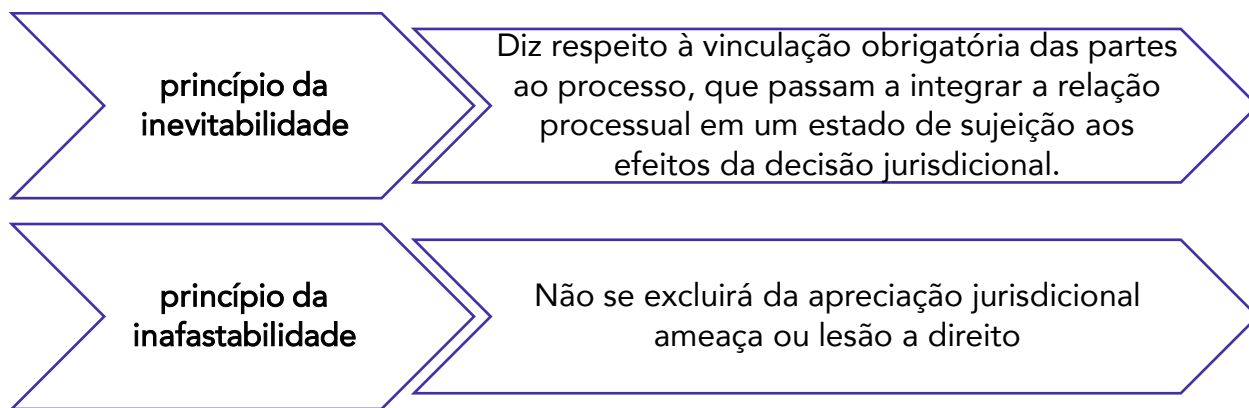 princípio da
inevitabilidade
Diz respeito à vinculação obrigatória das partes
ao processo, que passam a integrar a relação
processual em um estado de sujeição aos
efeitos da decisão jurisdicional.
princípio da
inafastabilidade
Não se excluirá da apreciação jurisdicional
ameaça ou lesão a direito